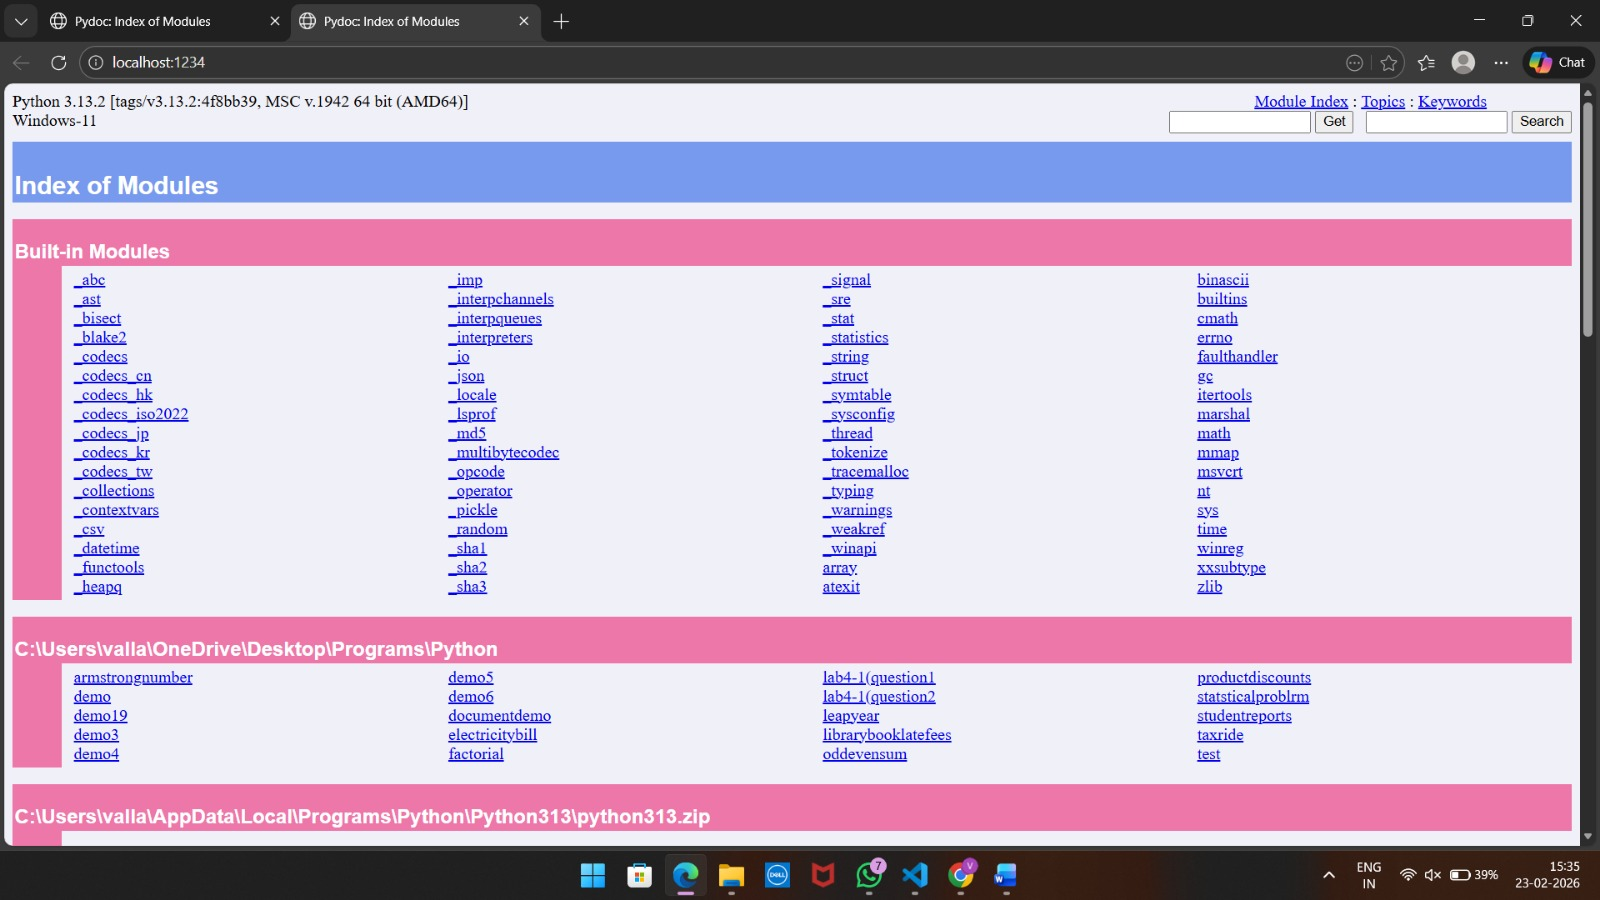 Pydoc: Index of Modules
Pydoc: Index of Modules
localhost:1234
Chat
Python 3.13.2 [tags/v3.13.2:4f8bb39, MSC v.1942 64 bit (AMD64)]
Windows-11
Module Index : Topics : Keywords
Get Search
Index of Modules
Built-in Modules
_abc _imp _signal binascii
_ast _interpchannels _sre builtins
_bisect _interpqueues _stat cmath
_blake2 _interpreters _statistics errno
_codecs _io _string faulthandler
_codecs_cn _json _struct gc
_codecs_hk _locale _symtable itertools
_codecs_iso2022 _lsprof _sysconfig marshal
_codecs_jp _md5 _thread math
_codecs_kr _multibytecodec _tokenize mmap
_codecs_tw _opcode _tracemalloc msvcrt
_collections _operator _typing nt
_contextvars _pickle _warnings sys
_csv _random _weakref time
_datetime _sha1 _winapi winreg
_functools _sha2 array xxsubtype
_heapq _sha3 atexit zlib
C:\Users\valla\OneDrive\Desktop\Programs\Python
armstrongnumber demo5 lab4-1(question1 productdiscounts
demo demo6 lab4-1(question2 statsticalproblrm
demo19 documentdemo leapyear studentreports
demo3 electricitybill librarybooklatefees taxride
demo4 factorial oddevensum test
C:\Users\valla\AppData\Local\Programs\Python\Python313\python313.zip
DELL
7
V
W
ENG
IN
39%
15:35
23-02-2026